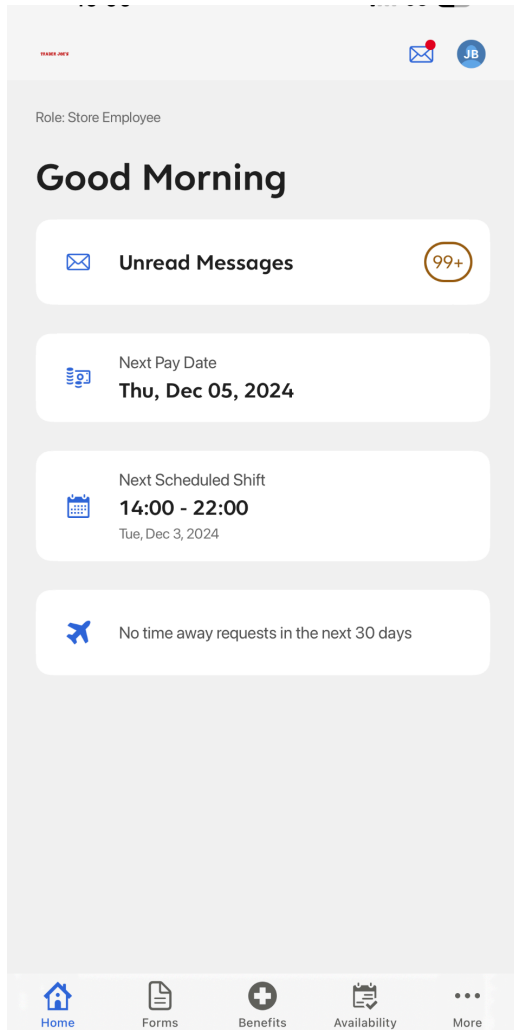 TRADER JOE'S
JB
Role: Store Employee
Good Morning
Unread Messages
99+
Next Pay Date
Thu, Dec 05, 2024
Next Scheduled Shift
14:00 - 22:00
Tue, Dec 3, 2024
No time away requests in the next 30 days
Home
Forms
Benefits
Availability
More